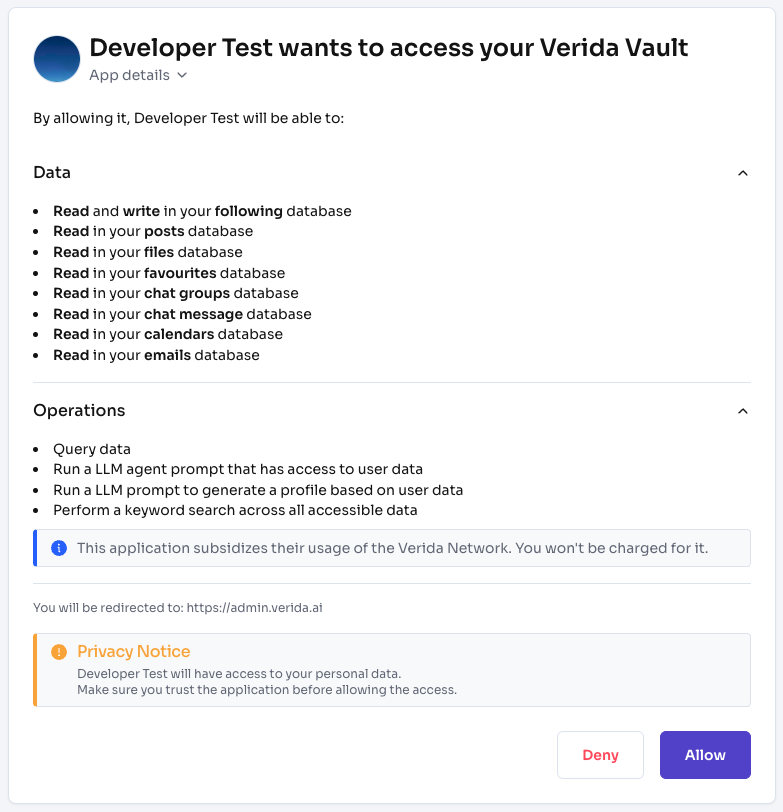 Developer Test wants to access your Verida Vault
App details
By allowing it, Developer Test will be able to:
Data
Read and write in your following database
Read in your posts database
Read in your files database
Read in your favourites database
Read in your chat groups database
Read in your chat message database
Read in your calendars database
Read in your emails database
Operations
Query data
Run a LLM agent prompt that has access to user data
Run a LLM prompt to generate a profile based on user data
Perform a keyword search across all accessible data
This application subsidizes their usage of the Verida Network. You won't be charged for it.
You will be redirected to: https://admin.verida.ai
Privacy Notice
Developer Test will have access to your personal data.
Make sure you trust the application before allowing the access.
Deny Allow